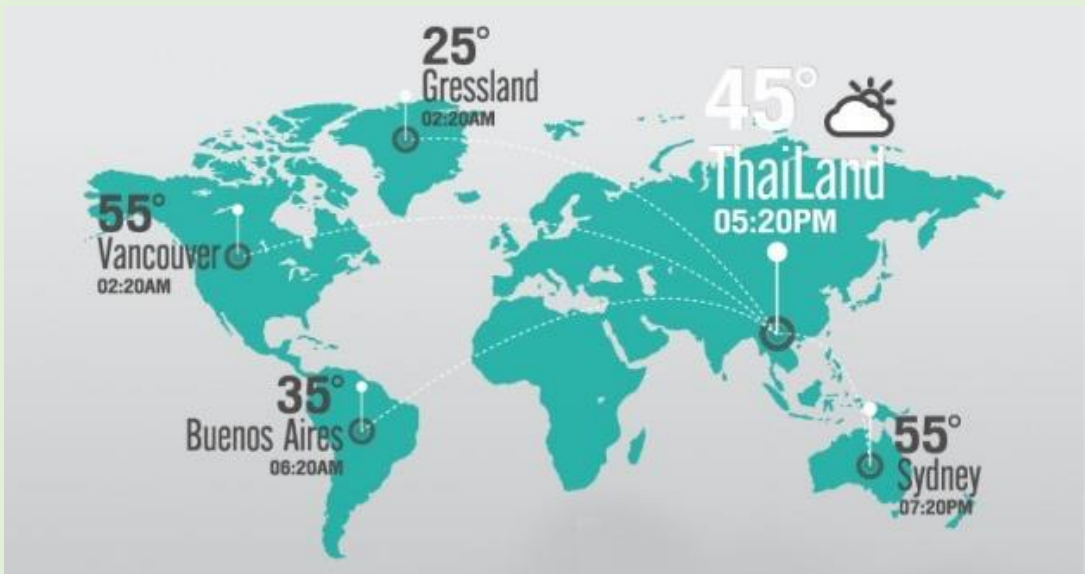 25°
Gressland
02:20AM
45°
ThaiLand
05:20PM
55°
Vancouver
02:20AM
35°
Buenos Aires
06:20AM
55°
Sydney
07:20PM